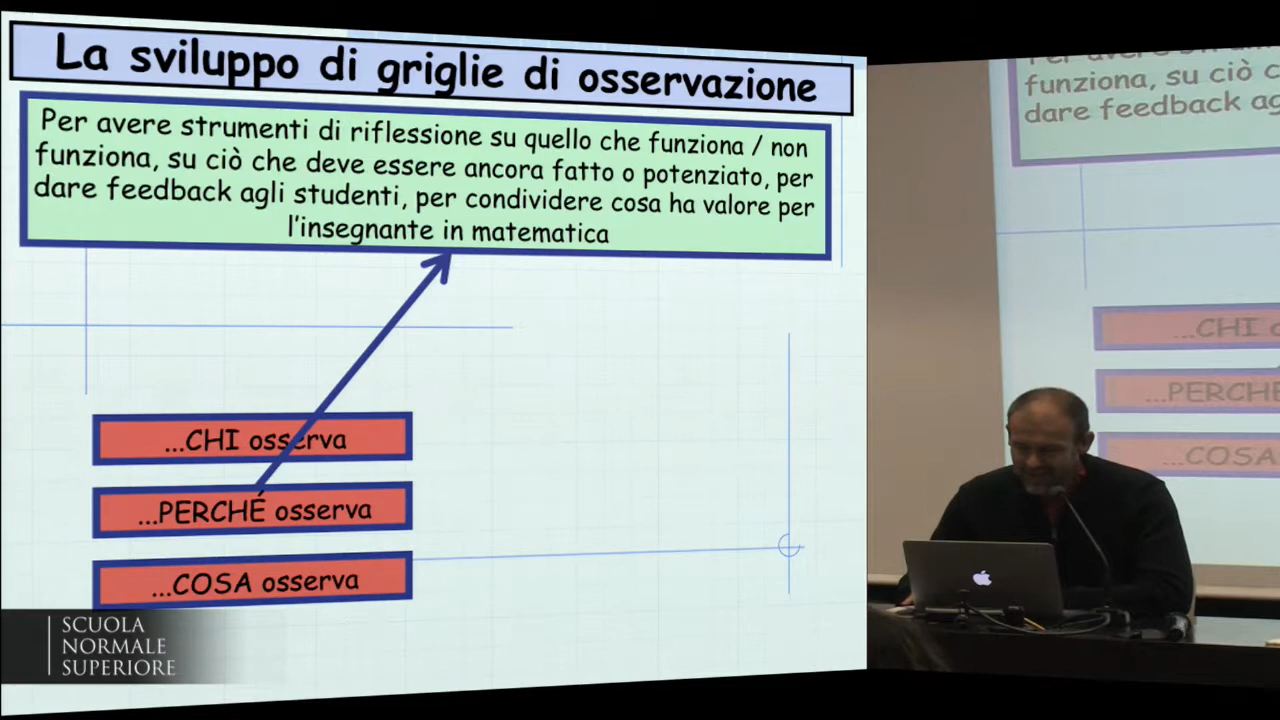 La sviluppo di griglie di osservazione
Per avere strumenti di riflessione su quello che funziona / non
funziona, su ciò che deve essere ancora fatto o potenziato, per
dare feedback agli studenti, per condividere cosa ha valore per
l'insegnante in matematica
...CHI osserva
...PERCHÉ osserva
...COSA osserva
SCUOLA
NORMALE
SUPERIORE
funziona, su ciò c
dare feedback ag
...CHI
...PERCHÉ
...COSA